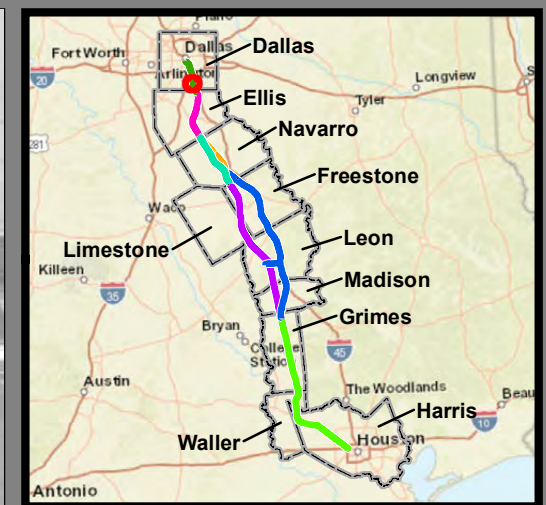 Plano
Dallas
Dallas
Fort Worth
Arlington
20
Ellis
Longview
Tyler
Navarro
281
Freestone
Waco
Leon
Limestone
Killeen
Madison
35
Grimes
Bryan
College
Station
45
Austin
The Woodlands
Beau
Harris
10
Waller
Houston
Antonio